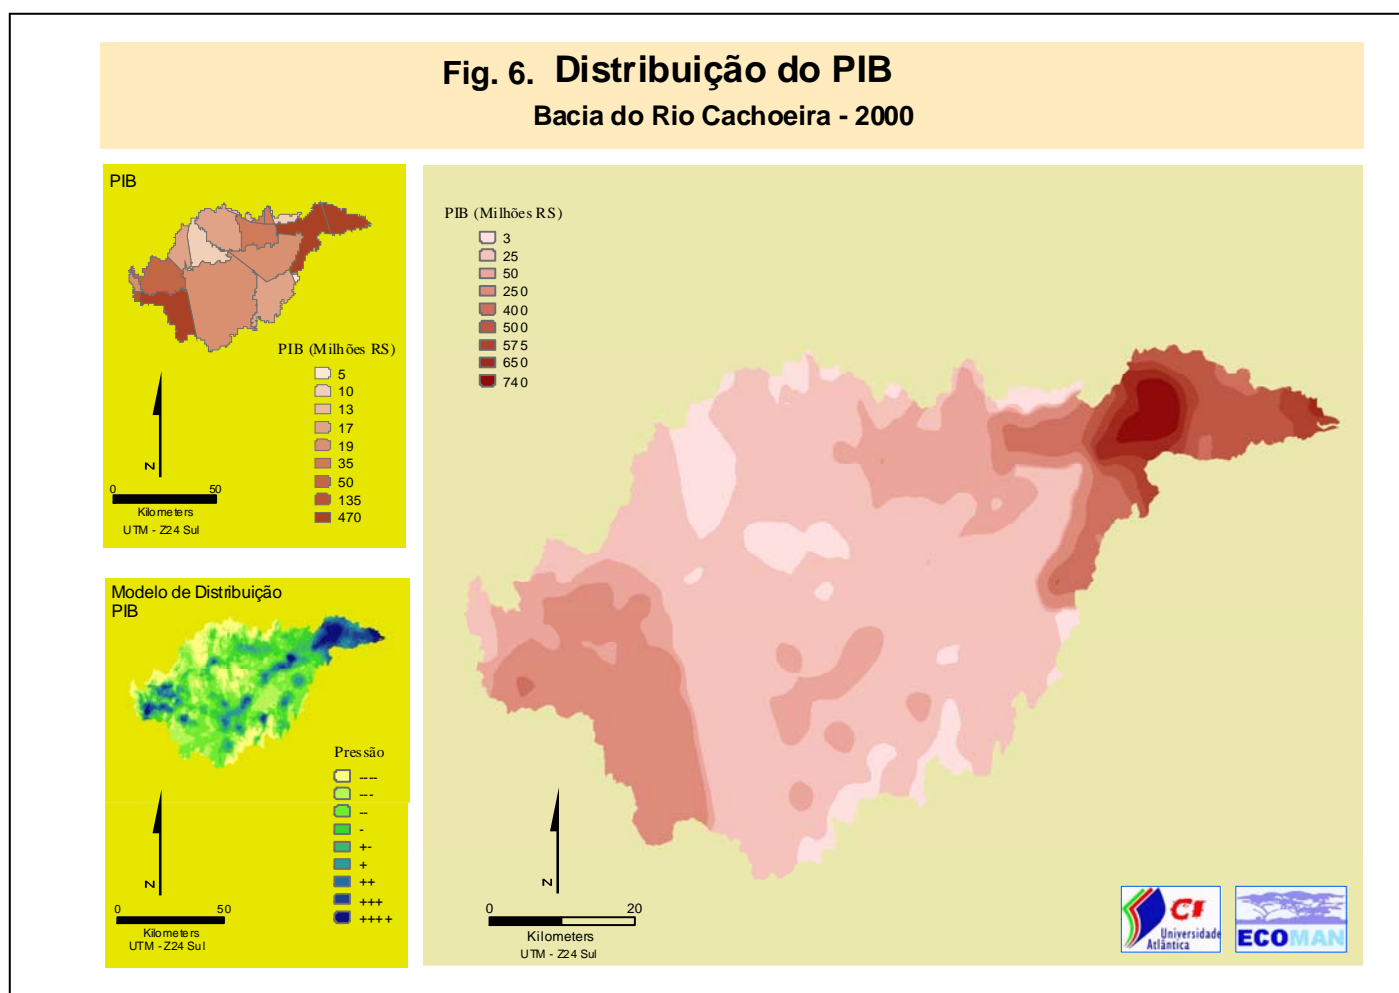 Fig. 6. Distribuição do PIB
Bacia do Rio Cachoeira - 2000
PIB
PIB (Milhões RS)
5
10
13
17
19
35
50
135
470
N
0 50
Kilometers
UTM - Z24 Sul
Modelo de Distribuição
PIB
Pressão
----
---
--
-
+-
+
++
+++
++++
N
0 50
Kilometers
UTM - Z24 Sul
PIB (Milhões RS)
3
25
50
250
400
500
575
650
740
N
0 20
Kilometers
UTM - Z24 Sul
CI
Universidade
Atlântica
ECOMAN